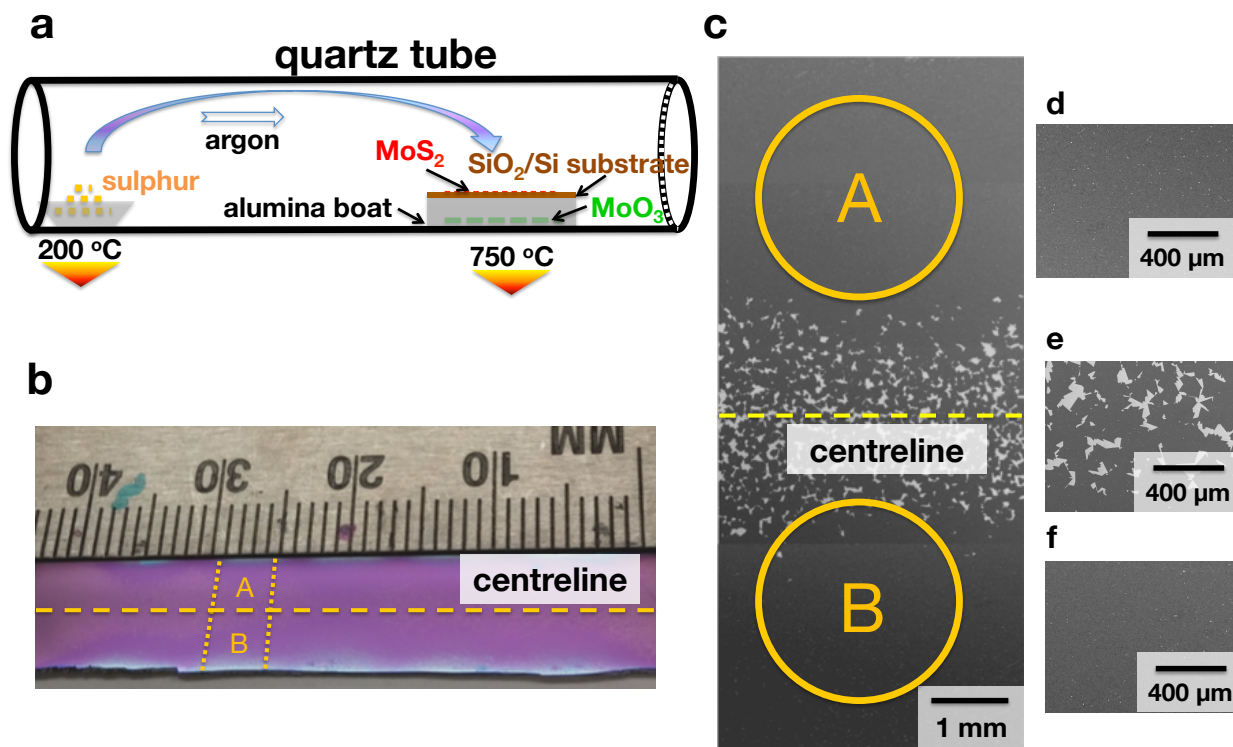 a
quartz tube
argon
MoS₂
SiO₂/Si substrate
sulphur
alumina boat
MoO₃
200 °C
750 °C
b
40
30
20
10
MM
centreline
A
B
c
A
centreline
B
1 mm
d
400 µm
e
400 µm
f
400 µm